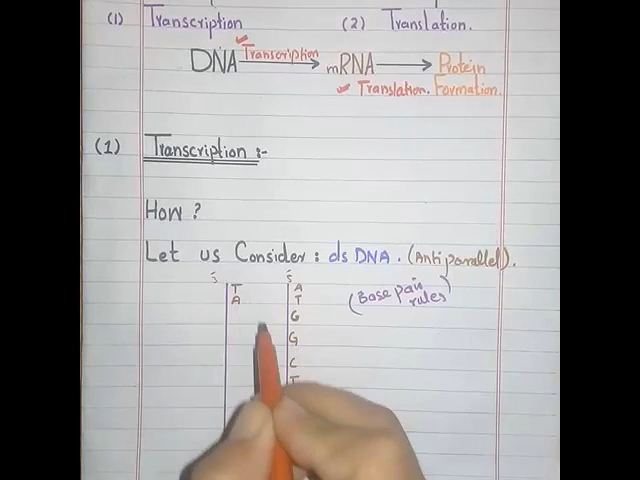 (1) Transcription (2) Translation.
DNA Transcription mRNA Protein
Translation. Formation.
(1) Transcription :-
How ?
Let us Consider : ds DNA. (Antiparallel).
T A
A T
G
G
C
T
(Base pair rules)